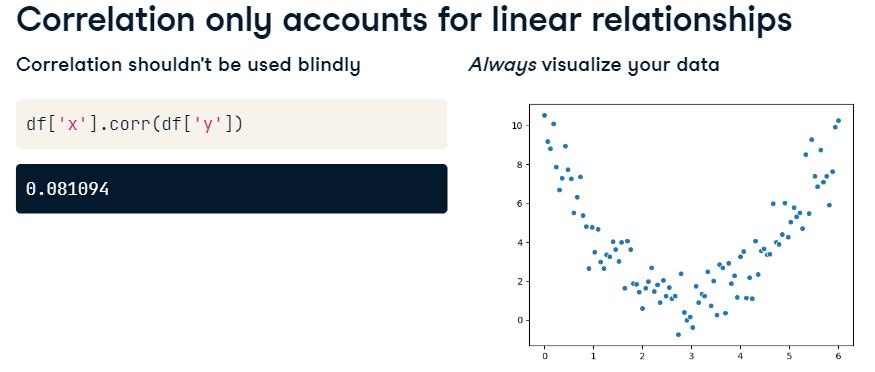 Correlation only accounts for linear relationships
Correlation shouldn't be used blindly
df['x'].corr(df['y'])
0.081094
Always visualize your data
10
8
6
4
2
0
0 1 2 3 4 5 6